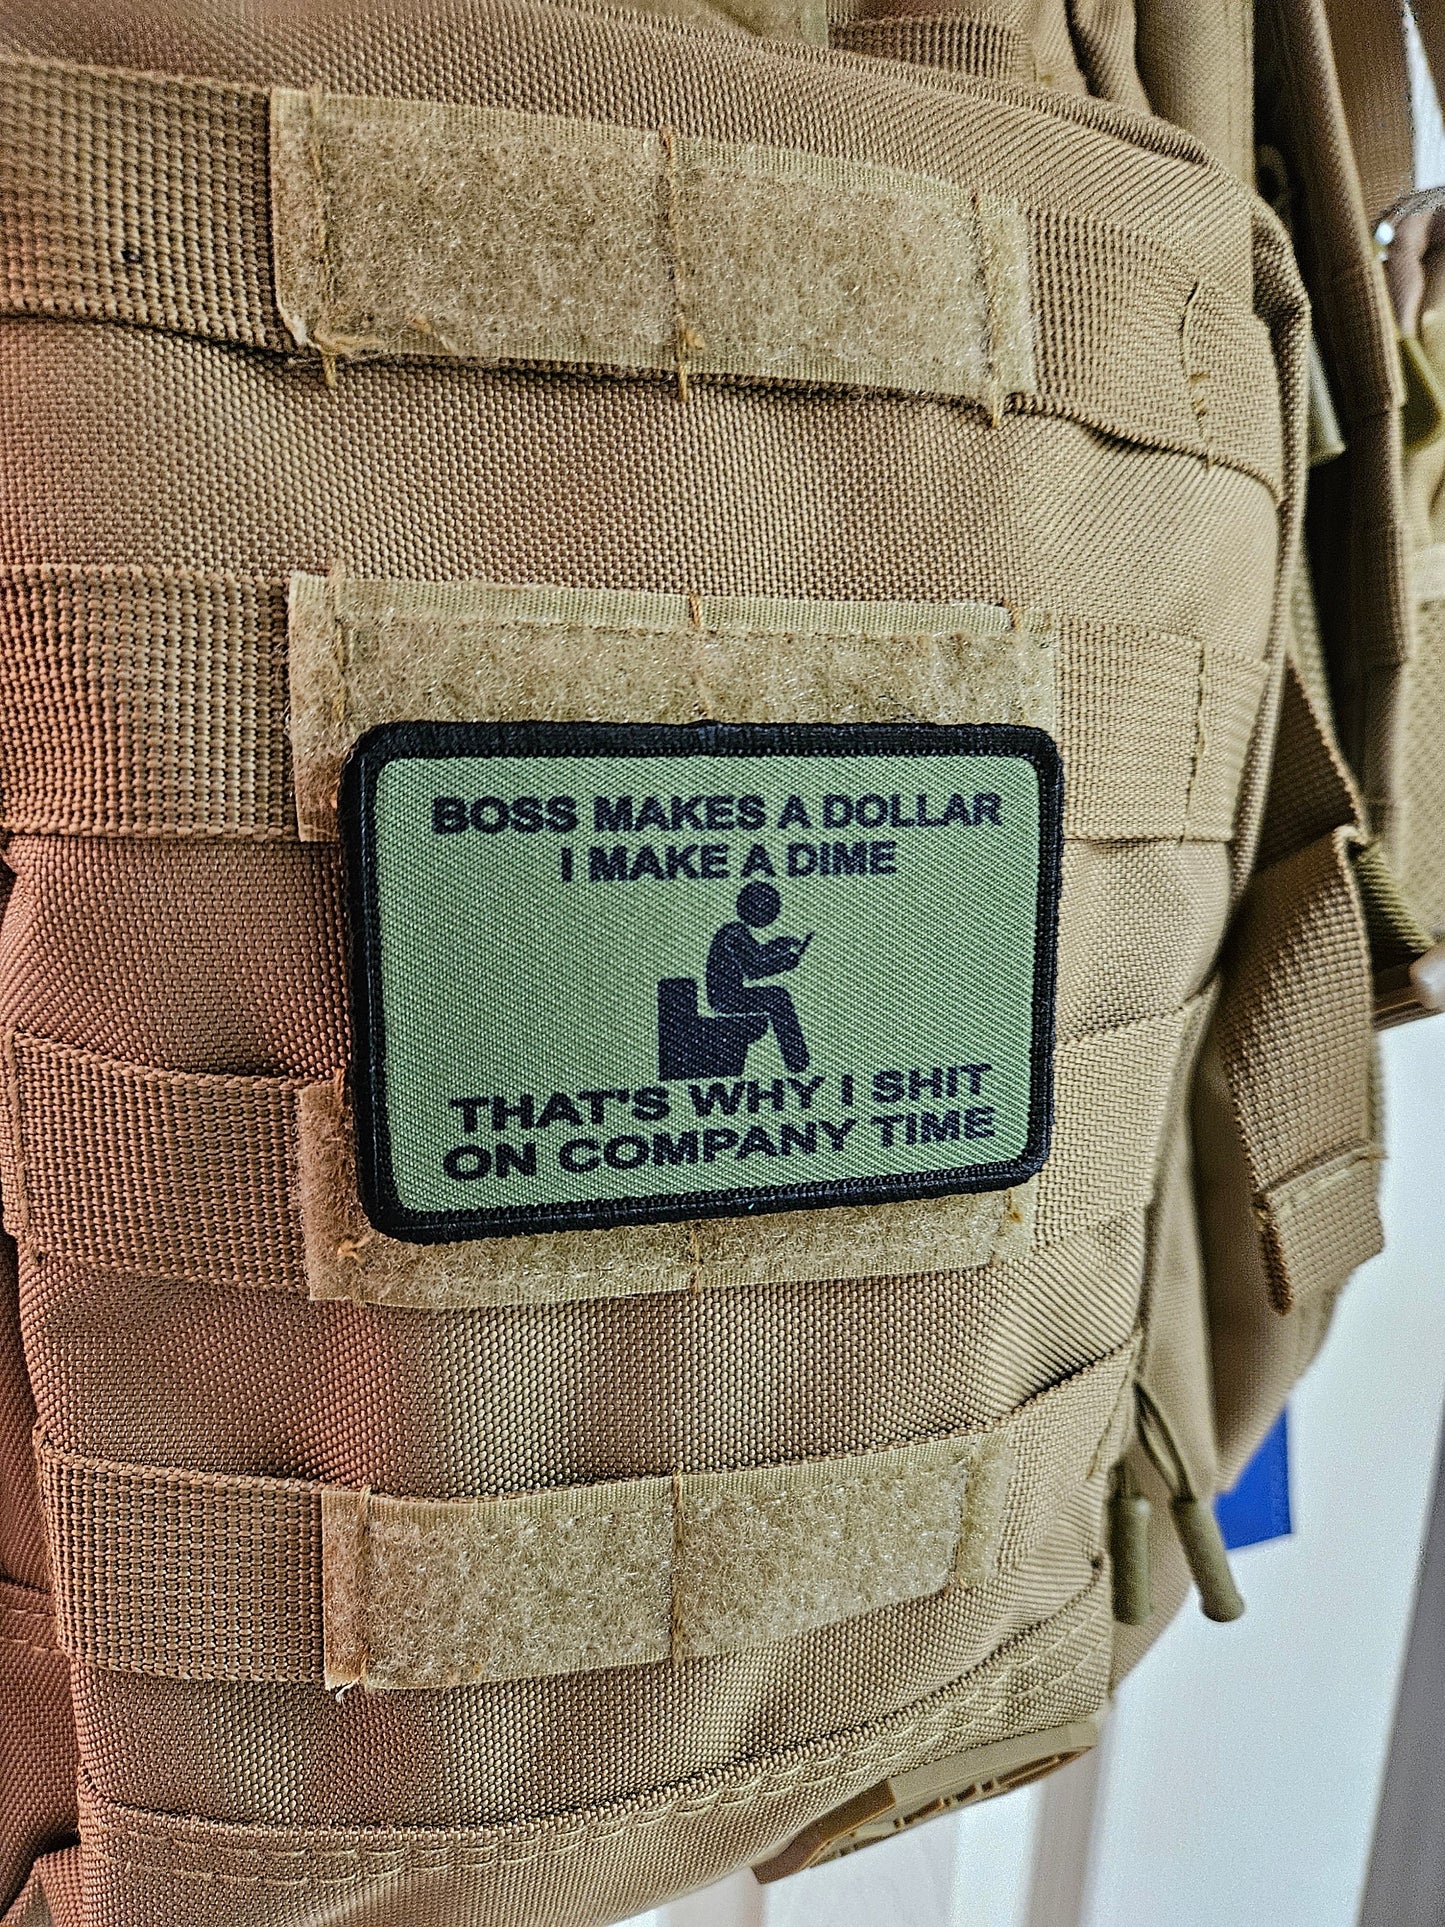 BOSS MAKES A DOLLAR
I MAKE A DIME
THAT'S WHY I SHIT
ON COMPANY TIME